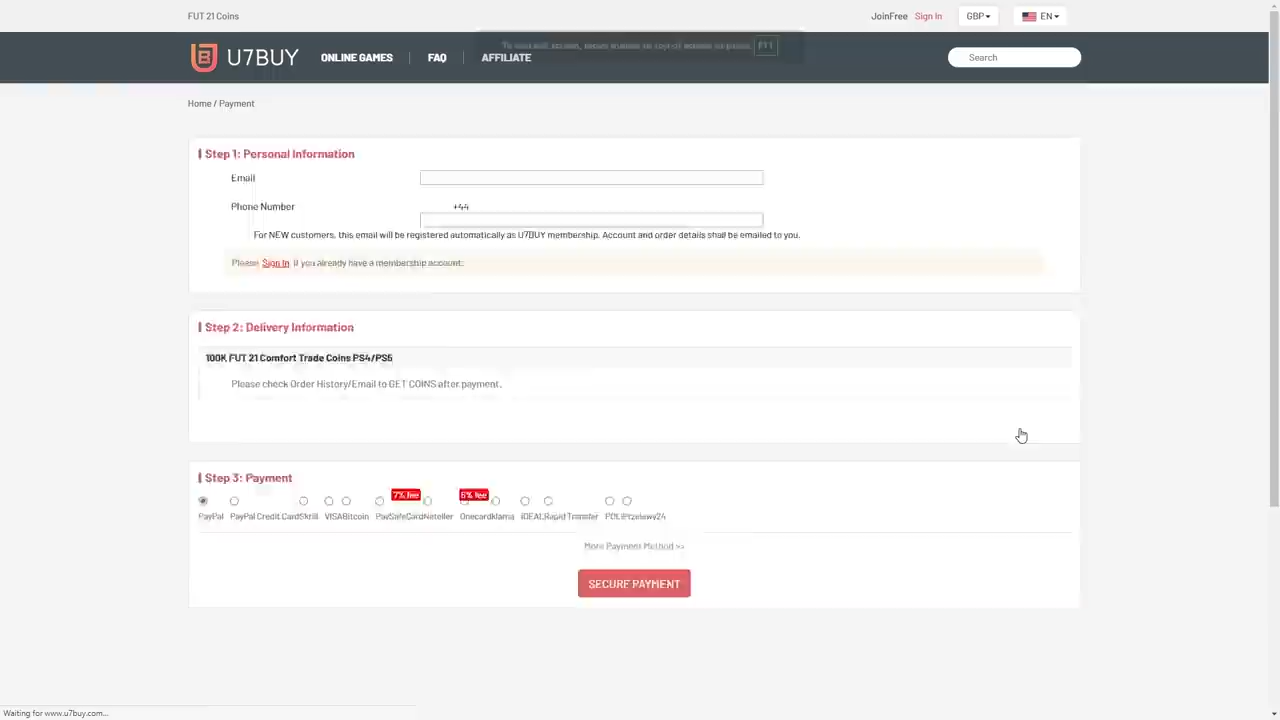 FUT 21 Coins
JoinFree Sign In GBP EN
U7BUY ONLINE GAMES FAQ AFFILIATE Search
Home / Payment
Step 1: Personal Information
Email
Phone Number +44
For NEW customers, this email will be registered automatically as U7BUY membership. Account and order details shall be emailed to you.
Please Sign In if you already have a membership account.
Step 2: Delivery Information
100K FUT 21 Comfort Trade Coins PS4/PS5
Please check Order History/Email to GET COINS after payment.
Step 3: Payment
7% fee 6% fee
PayPal PayPal Credit Card Skrill VISA Bitcoin PaySafeCard Neteller Onecard klarna iDEAL Rapid Transfer POLi Przelewy24
More Payment Method >>
SECURE PAYMENT
Waiting for www.u7buy.com...